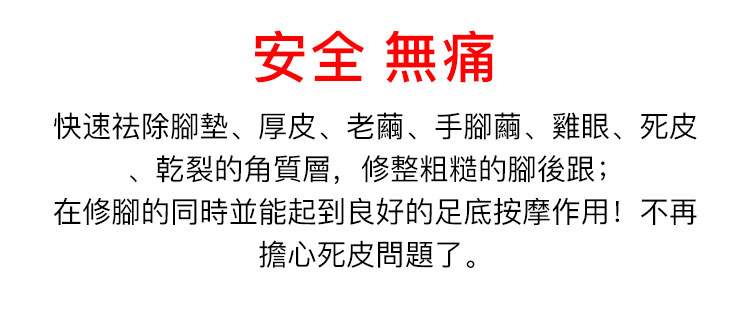 安全 無痛
快速祛除腳墊、厚皮、老繭、手腳繭、雞眼、死皮
、乾裂的角質層，修整粗糙的腳後跟；
在修腳的同時並能起到良好的足底按摩作用！不再
擔心死皮問題了。